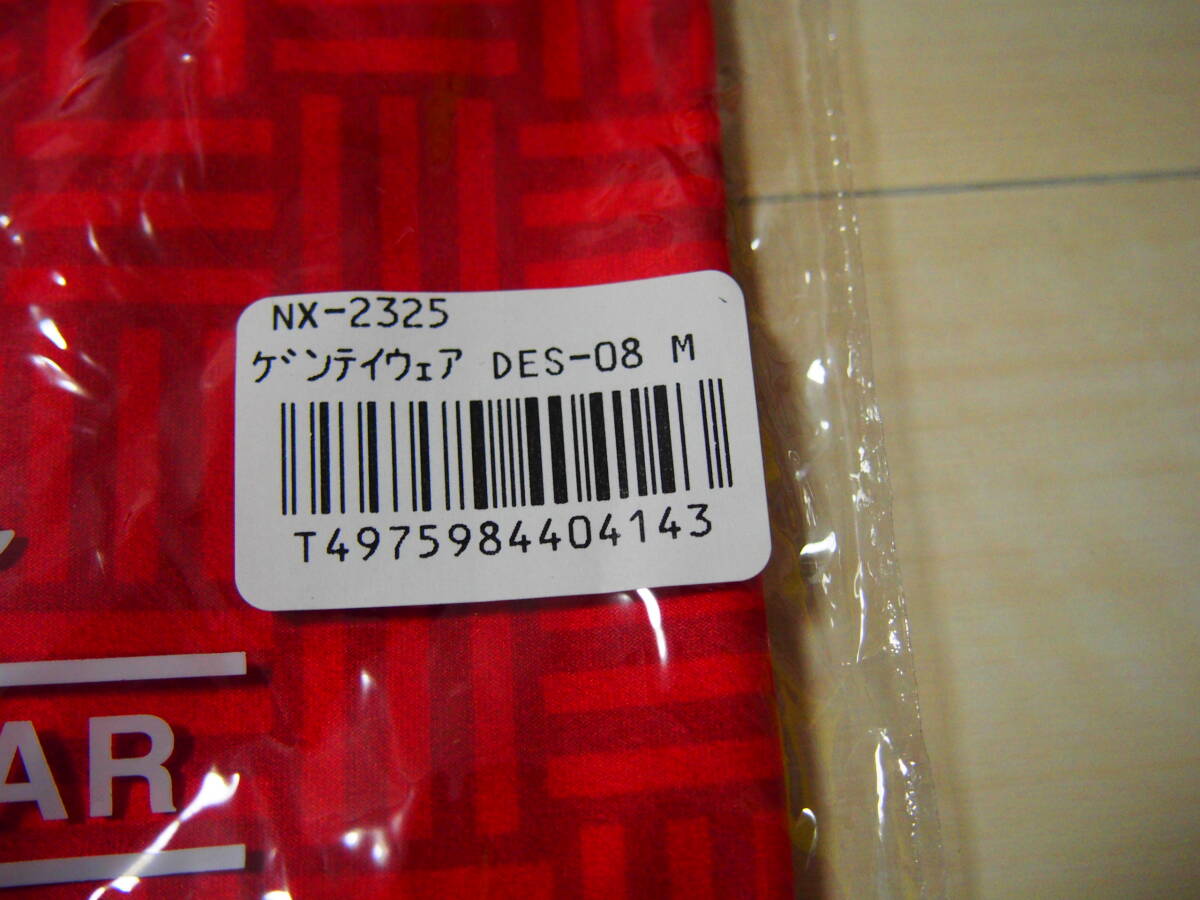 NX-2325
ｹﾞﾝﾃｲｳｪｱ DES-08 M
T4975984404143
AR